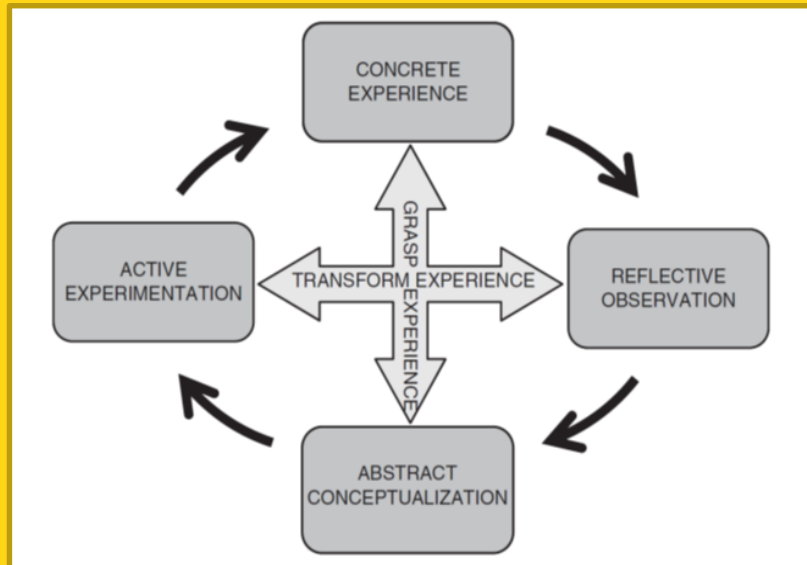 CONCRETE
EXPERIENCE
GRASP EXPERIENCE
ACTIVE
EXPERIMENTATION
TRANSFORM EXPERIENCE
REFLECTIVE
OBSERVATION
ABSTRACT
CONCEPTUALIZATION